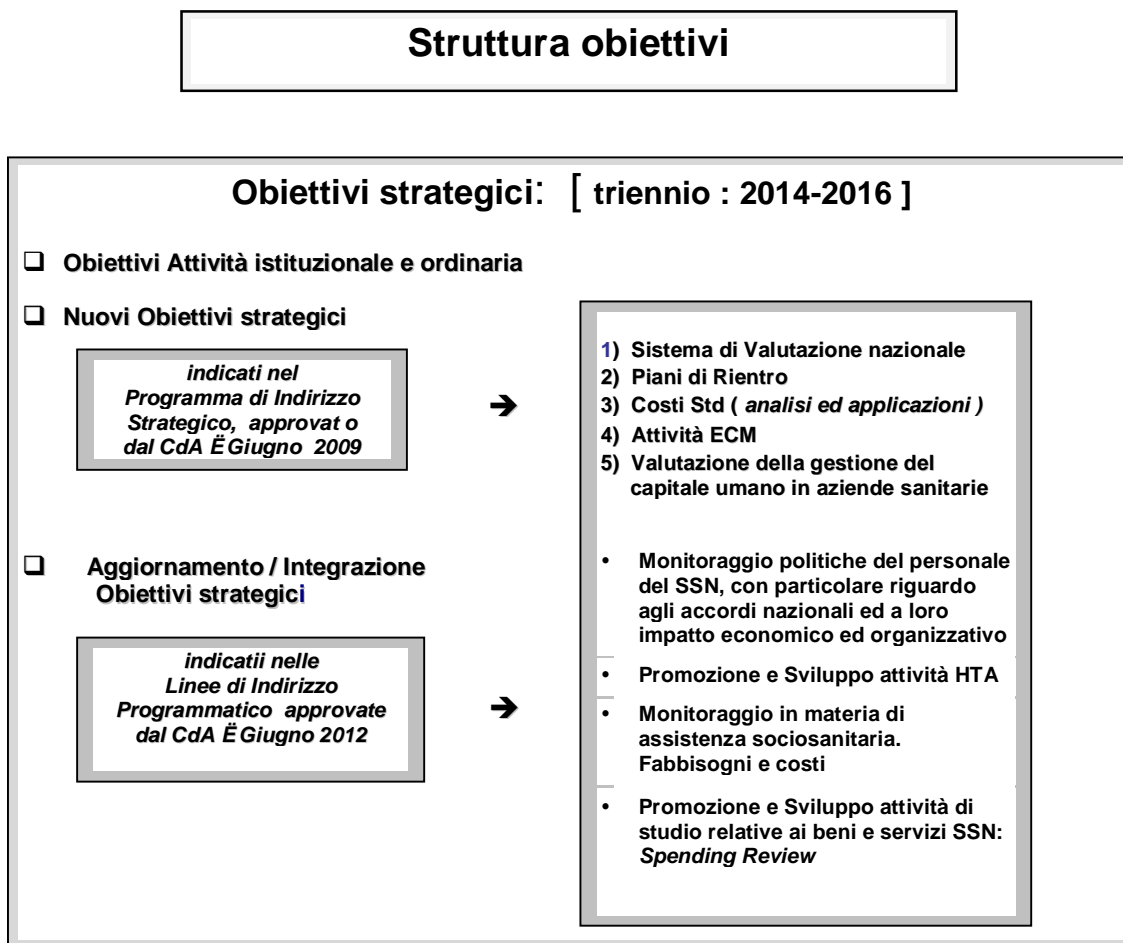 Struttura obiettivi
Obiettivi strategici: [ triennio : 2014-2016 ]
❑ Obiettivi Attività istituzionale e ordinaria
❑ Nuovi Obiettivi strategici
indicati nel
Programma di Indirizzo
Strategico, approvat o
dal CdA Ë Giugno 2009
➔
1) Sistema di Valutazione nazionale
2) Piani di Rientro
3) Costi Std ( analisi ed applicazioni )
4) Attività ECM
5) Valutazione della gestione del
capitale umano in aziende sanitarie
❑ Aggiornamento / Integrazione
Obiettivi strategici
indicatii nelle
Linee di Indirizzo
Programmatico approvate
dal CdA Ë Giugno 2012
➔
• Monitoraggio politiche del personale
del SSN, con particolare riguardo
agli accordi nazionali ed a loro
impatto economico ed organizzativo
• Promozione e Sviluppo attività HTA
• Monitoraggio in materia di
assistenza sociosanitaria.
Fabbisogni e costi
• Promozione e Sviluppo attività di
studio relative ai beni e servizi SSN:
Spending Review